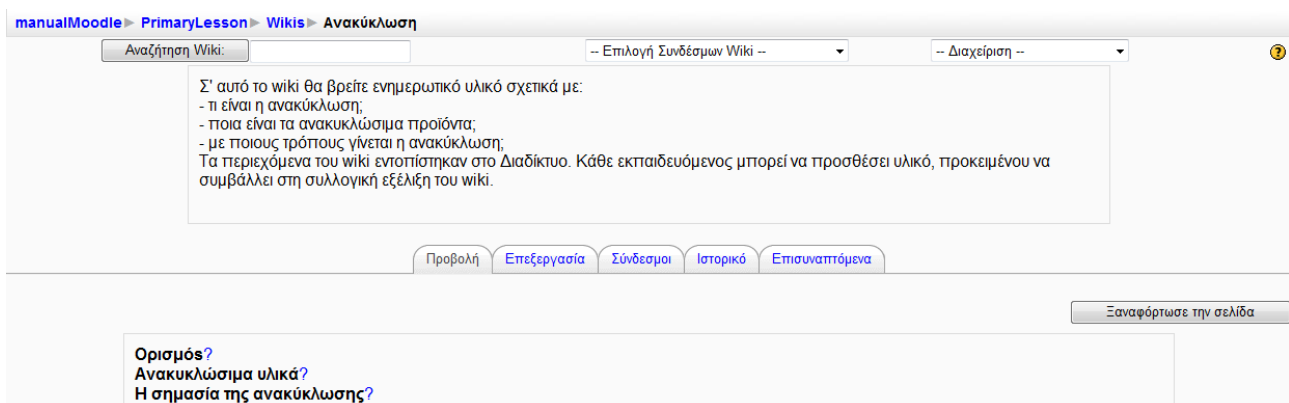 manualMoodle► PrimaryLesson► Wikis► Ανακύκλωση
Αναζήτηση Wiki: -- Επιλογή Συνδέσμων Wiki -- -- Διαχείριση -- ?
Σ' αυτό το wiki θα βρείτε ενημερωτικό υλικό σχετικά με:
- τι είναι η ανακύκλωση;
- ποια είναι τα ανακυκλώσιμα προϊόντα;
- με ποιους τρόπους γίνεται η ανακύκλωση;
Τα περιεχόμενα του wiki εντοπίστηκαν στο Διαδίκτυο. Κάθε εκπαιδευόμενος μπορεί να προσθέσει υλικό, προκειμένου να
συμβάλλει στη συλλογική εξέλιξη του wiki.
Προβολή Επεξεργασία Σύνδεσμοι Ιστορικό Επισυναπτόμενα
Ξαναφόρτωσε την σελίδα
Ορισμός?
Ανακυκλώσιμα υλικά?
Η σημασία της ανακύκλωσης?